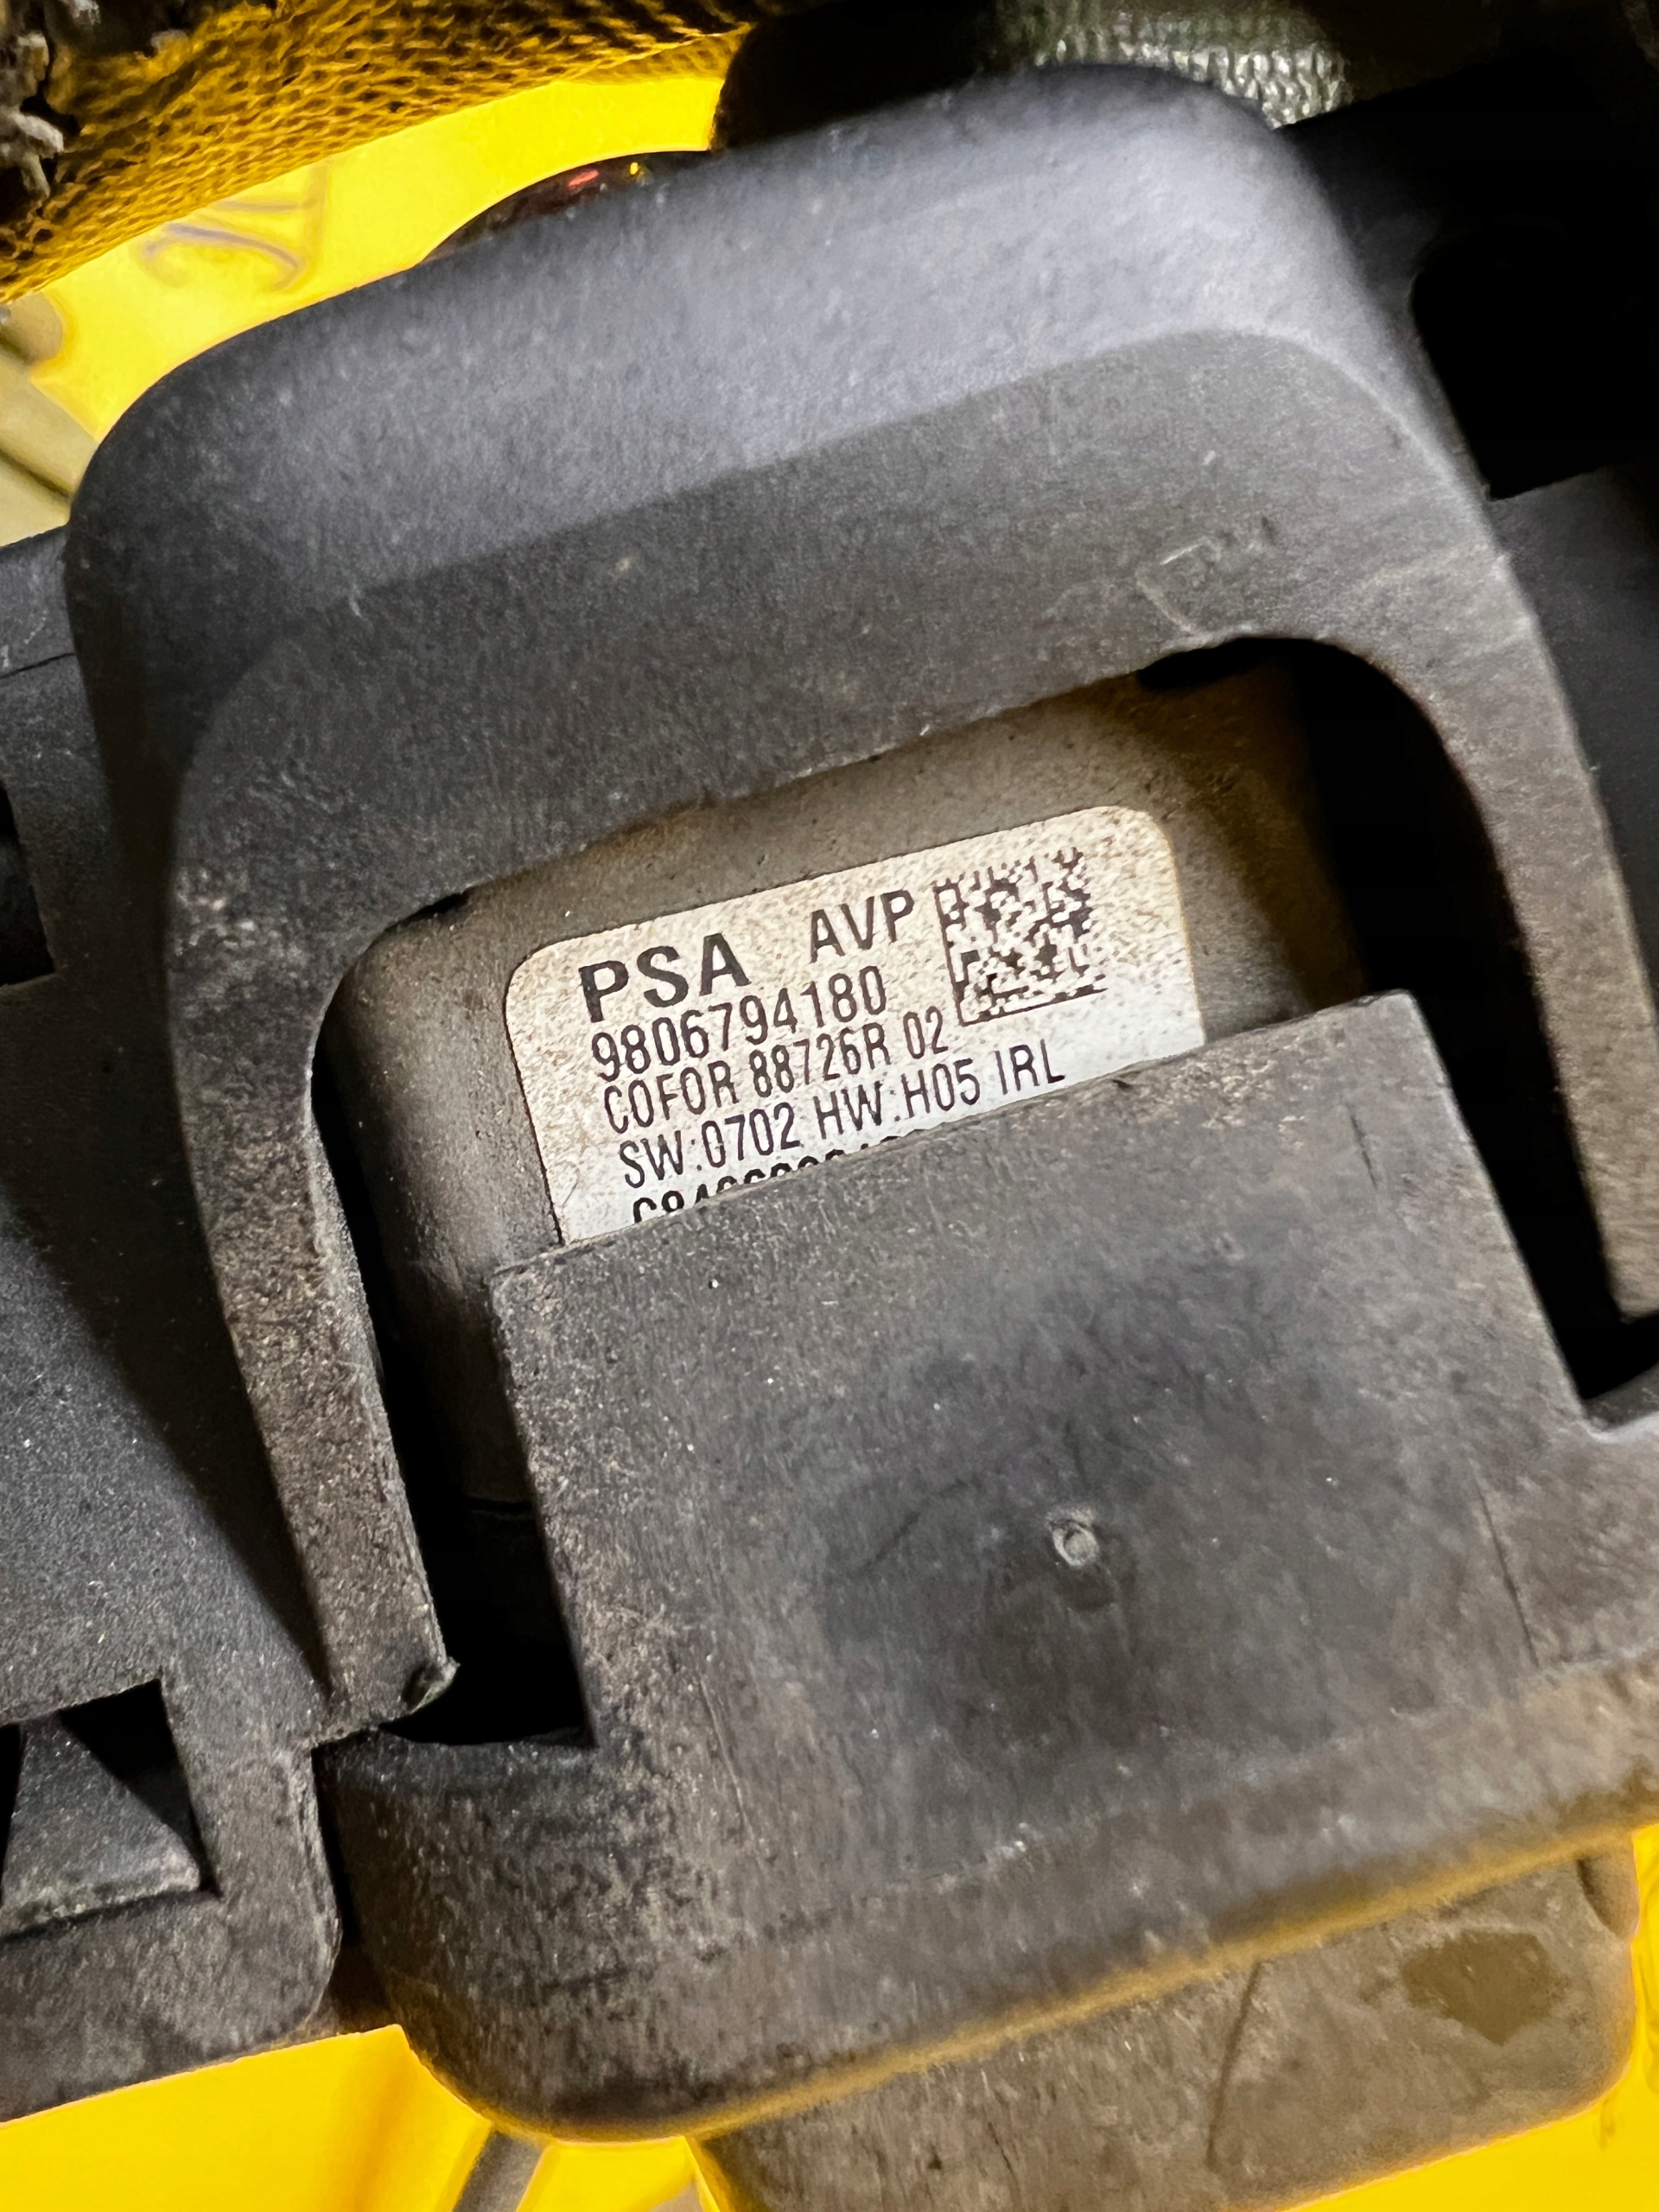 PSA AVP
9806794180
COFOR 88726R 02
SW:0702 HW:H05 IRL